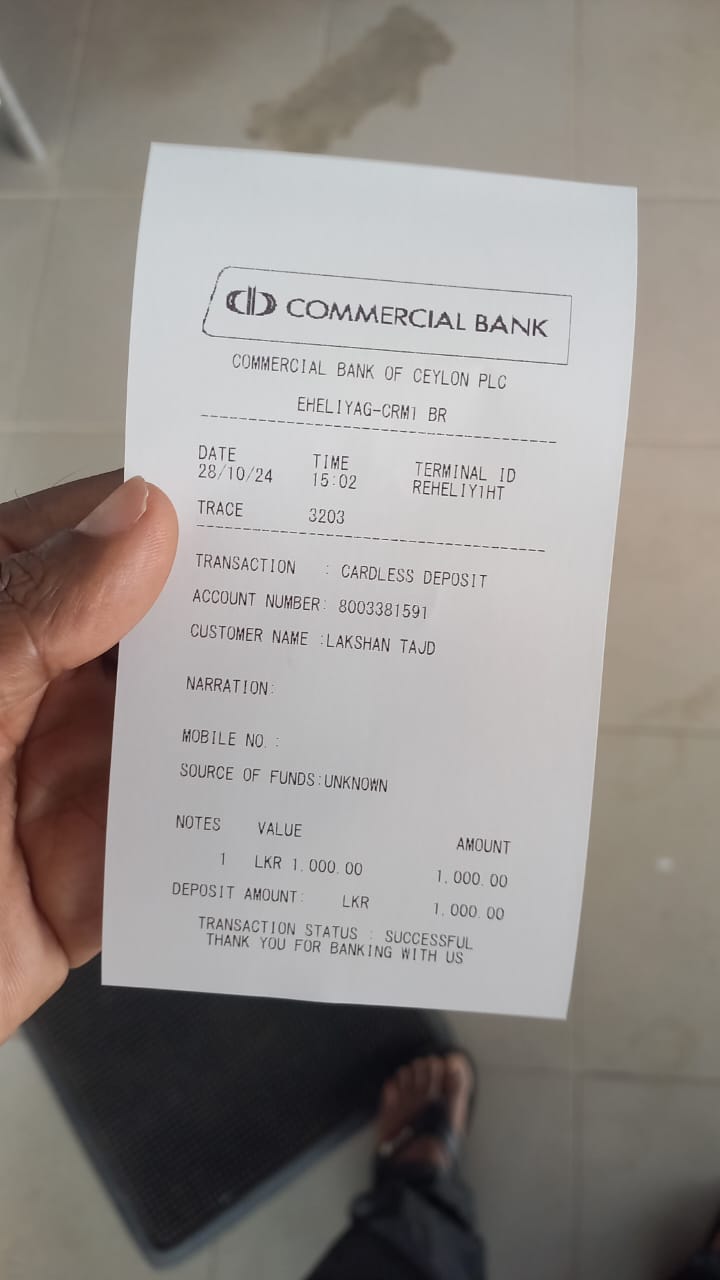 COMMERCIAL BANK
COMMERCIAL BANK OF CEYLON PLC
EHELIYAG-CRM1 BR
DATE TIME TERMINAL ID
28/10/24 15:02 REHELIY1HT
TRACE 3203
TRANSACTION : CARDLESS DEPOSIT
ACCOUNT NUMBER: 8003381591
CUSTOMER NAME :LAKSHAN TAJD
NARRATION:
MOBILE NO. :
SOURCE OF FUNDS:UNKNOWN
NOTES VALUE AMOUNT
1 LKR 1,000.00 1,000.00
DEPOSIT AMOUNT: LKR 1,000.00
TRANSACTION STATUS : SUCCESSFUL
THANK YOU FOR BANKING WITH US